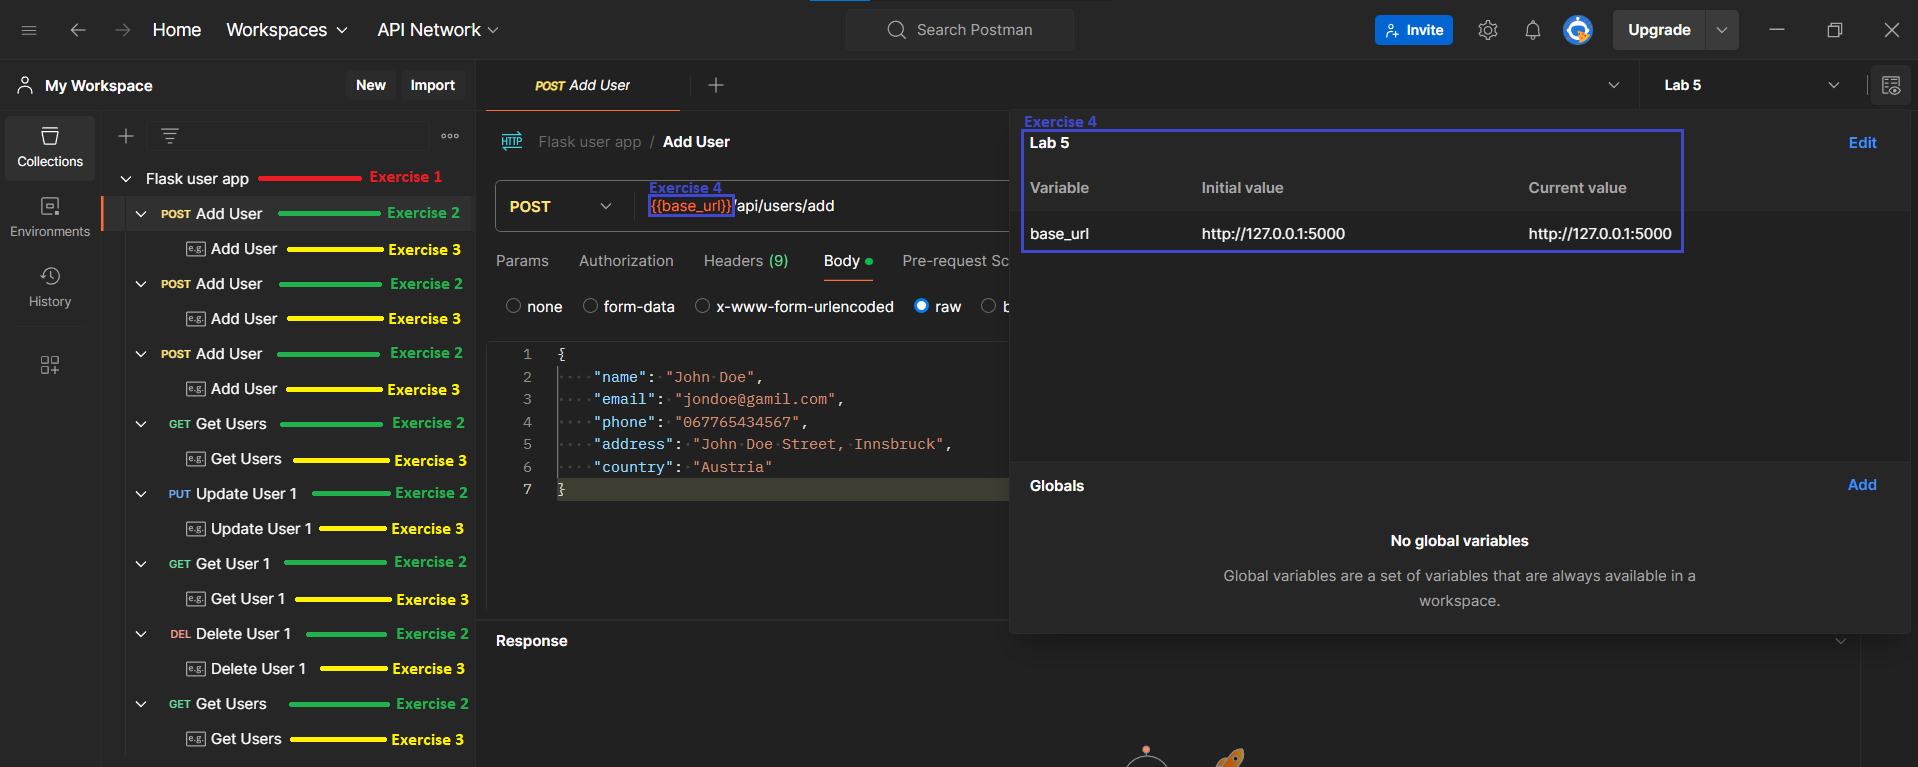 Home Workspaces API Network Search Postman Invite Upgrade
My Workspace New Import
POST Add User
Lab 5
Collections
Environments
History
Flask user app Exercise 1
POST Add User Exercise 2
e.g. Add User Exercise 3
POST Add User Exercise 2
e.g. Add User Exercise 3
POST Add User Exercise 2
e.g. Add User Exercise 3
GET Get Users Exercise 2
e.g. Get Users Exercise 3
PUT Update User 1 Exercise 2
e.g. Update User 1 Exercise 3
GET Get User 1 Exercise 2
e.g. Get User 1 Exercise 3
DEL Delete User 1 Exercise 2
e.g. Delete User 1 Exercise 3
GET Get Users Exercise 2
e.g. Get Users Exercise 3
HTTP Flask user app / Add User
Exercise 4
POST {{base_url}}/api/users/add
Params Authorization Headers (9) Body Pre-request Sc
none form-data x-www-form-urlencoded raw b
1 {
2 "name": "John Doe",
3 "email": "jondoe@gamil.com",
4 "phone": "067765434567",
5 "address": "John Doe Street, Innsbruck",
6 "country": "Austria"
7 }
Response
Exercise 4
Lab 5 Edit
Variable Initial value Current value
base_url http://127.0.0.1:5000 http://127.0.0.1:5000
Globals Add
No global variables
Global variables are a set of variables that are always available in a
workspace.